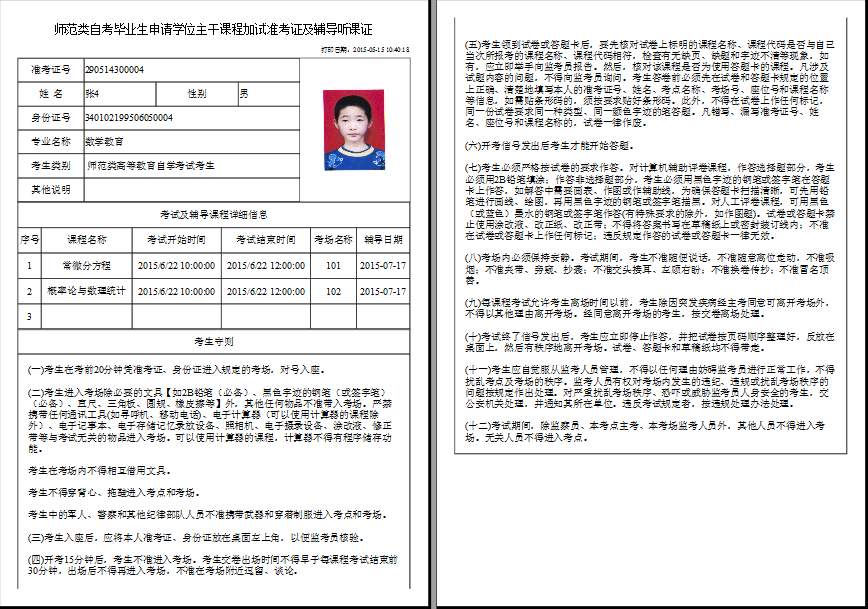 师范类自考毕业生申请学位主干课程加试准考证及辅导听课证
打印日期：2015-05-15 10:40:18
准考证号 290514300004
姓 名 张4 性别 男
身份证号 340102199506050004
专业名称 数学教育
考生类别 师范类高等教育自学考试考生
其他说明
考试及辅导课程详细信息
序号 课程名称 考试开始时间 考试结束时间 考场名称 辅导日期
1 常微分方程 2015/6/22 10:00:00 2015/6/22 12:00:00 101 2015-07-17
2 概率论与数理统计 2015/6/22 10:00:00 2015/6/22 12:00:00 102 2015-07-17
3
考生守则
(一)考生在考前20分钟凭准考证、身份证进入规定的考场，对号入座。
(二)考生进入考场除必要的文具【如2B铅笔（必备）、黑色字迹的钢笔（或签字笔）
（必备）、直尺、三角板、圆规、橡皮擦等】外，其他任何物品不准带入考场。严禁
携带任何通讯工具(如寻呼机、移动电话)、电子计算器（可以使用计算器的课程除
外）、电子记事本、电子存储记忆录放设备、照相机、电子摄录设备、涂改液、修正
带等与考试无关的物品进入考场。可以使用计算器的课程，计算器不得有程序储存功
能。
考生在考场内不得相互借用文具。
考生不得穿背心、拖鞋进入考点和考场。
考生中的军人、警察和其他纪律部队人员不准携带武器和穿着制服进入考点和考场。
(三)考生入座后，应将本人准考证、身份证放在桌面左上角，以便监考员核验。
(四)开考15分钟后，考生不准进入考场。考生交卷出场时间不得早于每课程考试结束前
30分钟，出场后不得再进入考场，不准在考场附近逗留、谈论。
(五)考生领到试卷或答题卡后，要先核对试卷上标明的课程名称、课程代码是否与自己
当次所报考的课程名称、课程代码相符，检查有无缺页、缺题和字迹不清等现象，如
有，应立即举手向监考员报告。然后，核对该课程是否为使用答题卡的课程。凡涉及
试题内容的问题，不得向监考员询问。考生答卷前必须先在试卷和答题卡规定的位置
上正确、清楚地填写本人的准考证号、姓名、考点名称、考场号、座位号和课程名称
等信息，如需贴条形码的，须按要求贴好条形码。此外，不得在试卷上作任何标记，
同一份试卷要求同一种类型、同一颜色字迹的笔答题。凡错写、漏写准考证号、姓
名、座位号和课程名称的，试卷一律作废。
(六)开考信号发出后考生才能开始答题。
(七)考生必须严格按试卷的要求作答。对计算机辅助评卷课程，作答选择题部分，考生
必须用2B铅笔填涂；作答非选择题部分，考生必须用黑色字迹的钢笔或签字笔在答题
卡上作答，如解答中需要画表、作图或作辅助线，为确保答题卡扫描清晰，可先用铅
笔进行画线、绘图，再用黑色字迹的钢笔或签字笔描黑。对人工评卷课程，可用黑色
（或蓝色）墨水的钢笔或签字笔作答(有特殊要求的除外，如作图题)。试卷或答题卡禁
止使用涂改液、改正纸、改正带；不得将答案书写在草稿纸上或密封装订线内；不准
在试卷或答题卡上作任何标记；违反规定作答的试卷或答题卡一律无效。
(八)考场内必须保持安静。考试期间，考生不准随便说话，不准随意离位走动，不准吸
烟；不准夹带、旁窥、抄袭；不准交头接耳、左顾右盼；不准换卷传抄；不准冒名顶
替。
(九)每课程考试允许考生离场时间以前，考生除因突发疾病经主考同意可离开考场外，
不得以其他理由离开考场。经同意离开考场的考生，按交卷离场处理。
(十)考试终了信号发出后，考生应立即停止作答，并把试卷按页码顺序整理好，反放在
桌面上，然后有秩序地离开考场。试卷、答题卡和草稿纸均不得带走。
(十一)考生应自觉服从监考人员管理，不得以任何理由妨碍监考员进行正常工作，不得
扰乱考点及考场的秩序。监考人员有权对考场内发生的违纪、违规或扰乱考场秩序的
问题按规定作出处理。对严重扰乱考场秩序、恐吓或威胁监考员人身安全的考生，交
公安机关处理，并通知其所在单位。违反考试规定者，按违规处理办法处理。
(十二)考试期间，除监察员、本考点主考、本考场监考人员外，其他人员不得进入考
场。无关人员不得进入考点。